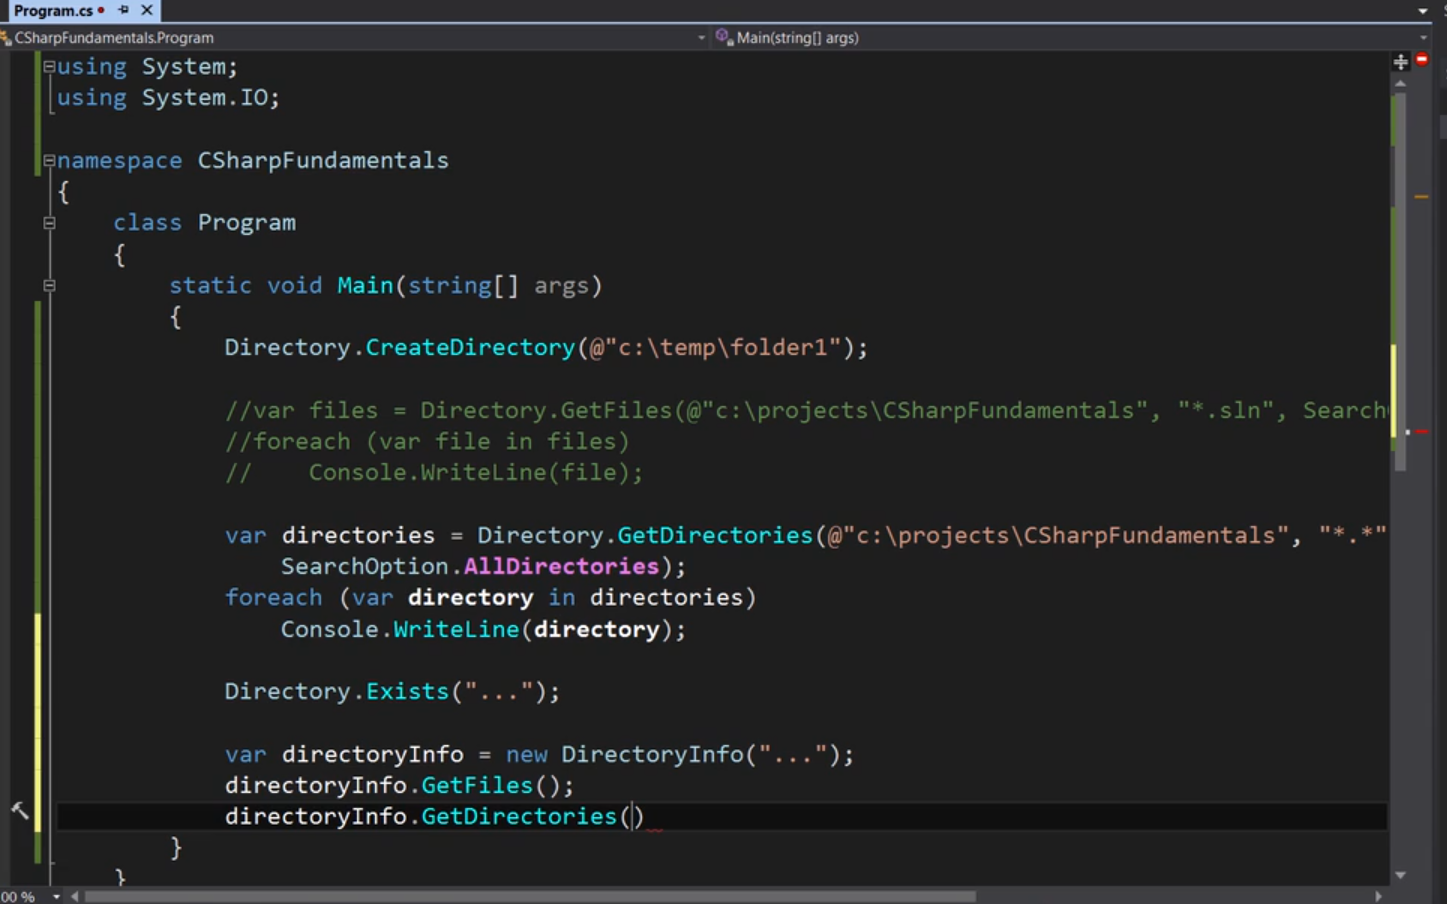 Program.cs
CSharpFundamentals.Program
Main(string[] args)
using System;
using System.IO;
namespace CSharpFundamentals
{
class Program
{
static void Main(string[] args)
{
Directory.CreateDirectory(@"c:\temp\folder1");
//var files = Directory.GetFiles(@"c:\projects\CSharpFundamentals", "*.sln", Search
//foreach (var file in files)
//    Console.WriteLine(file);
var directories = Directory.GetDirectories(@"c:\projects\CSharpFundamentals", "*.*"
SearchOption.AllDirectories);
foreach (var directory in directories)
Console.WriteLine(directory);
Directory.Exists("...");
var directoryInfo = new DirectoryInfo("...");
directoryInfo.GetFiles();
directoryInfo.GetDirectories()
}
}
00 %